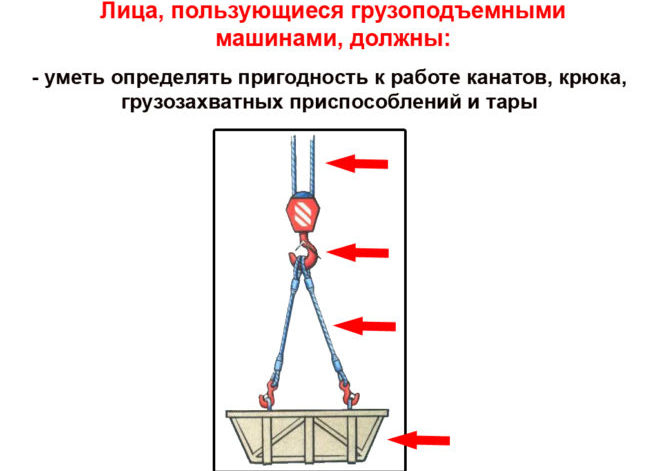 Лица, пользующиеся грузоподъемными
машинами, должны:
- уметь определять пригодность к работе канатов, крюка,
грузозахватных приспособлений и тары